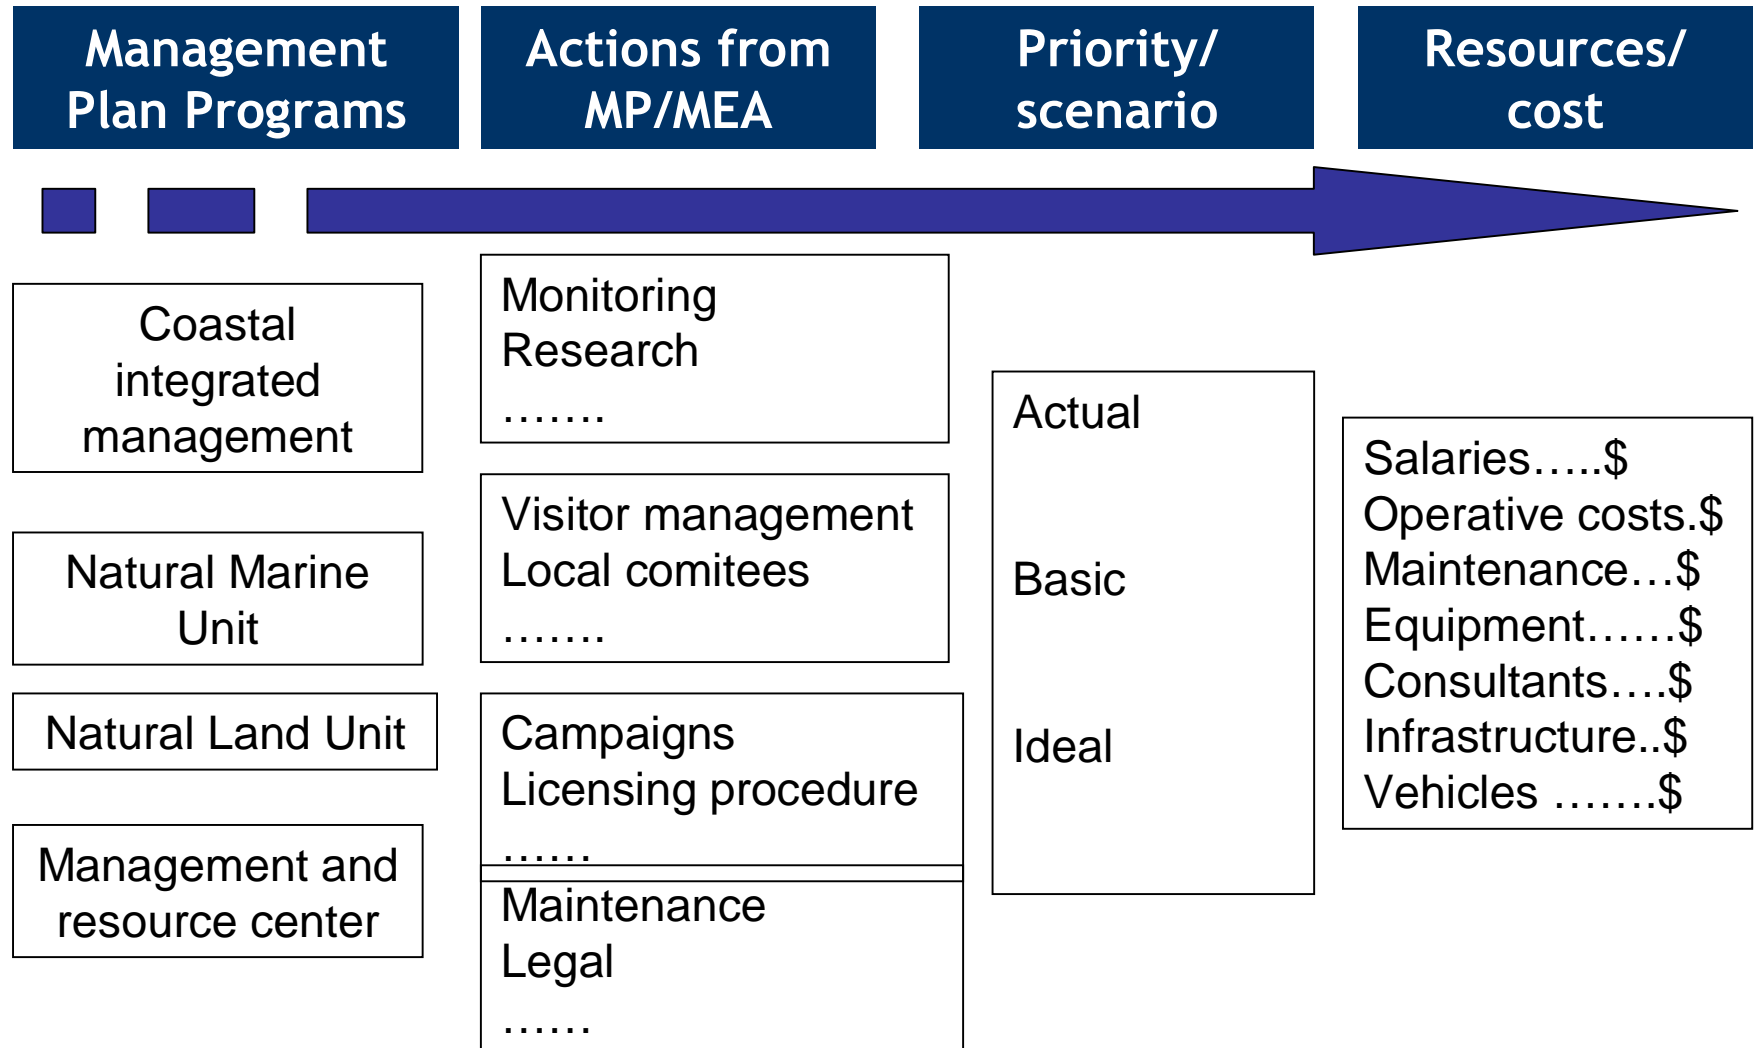 Management
Plan Programs
Actions from
MP/MEA
Priority/
scenario
Resources/
cost
Coastal
integrated
management
Natural Marine
Unit
Natural Land Unit
Management and
resource center
Monitoring
Research
…….
Visitor management
Local comitees
…….
Campaigns
Licensing procedure
……
Maintenance
Legal
……
Actual
Basic
Ideal
Salaries…..$
Operative costs.$
Maintenance…$
Equipment……$
Consultants….$
Infrastructure..$
Vehicles …….$